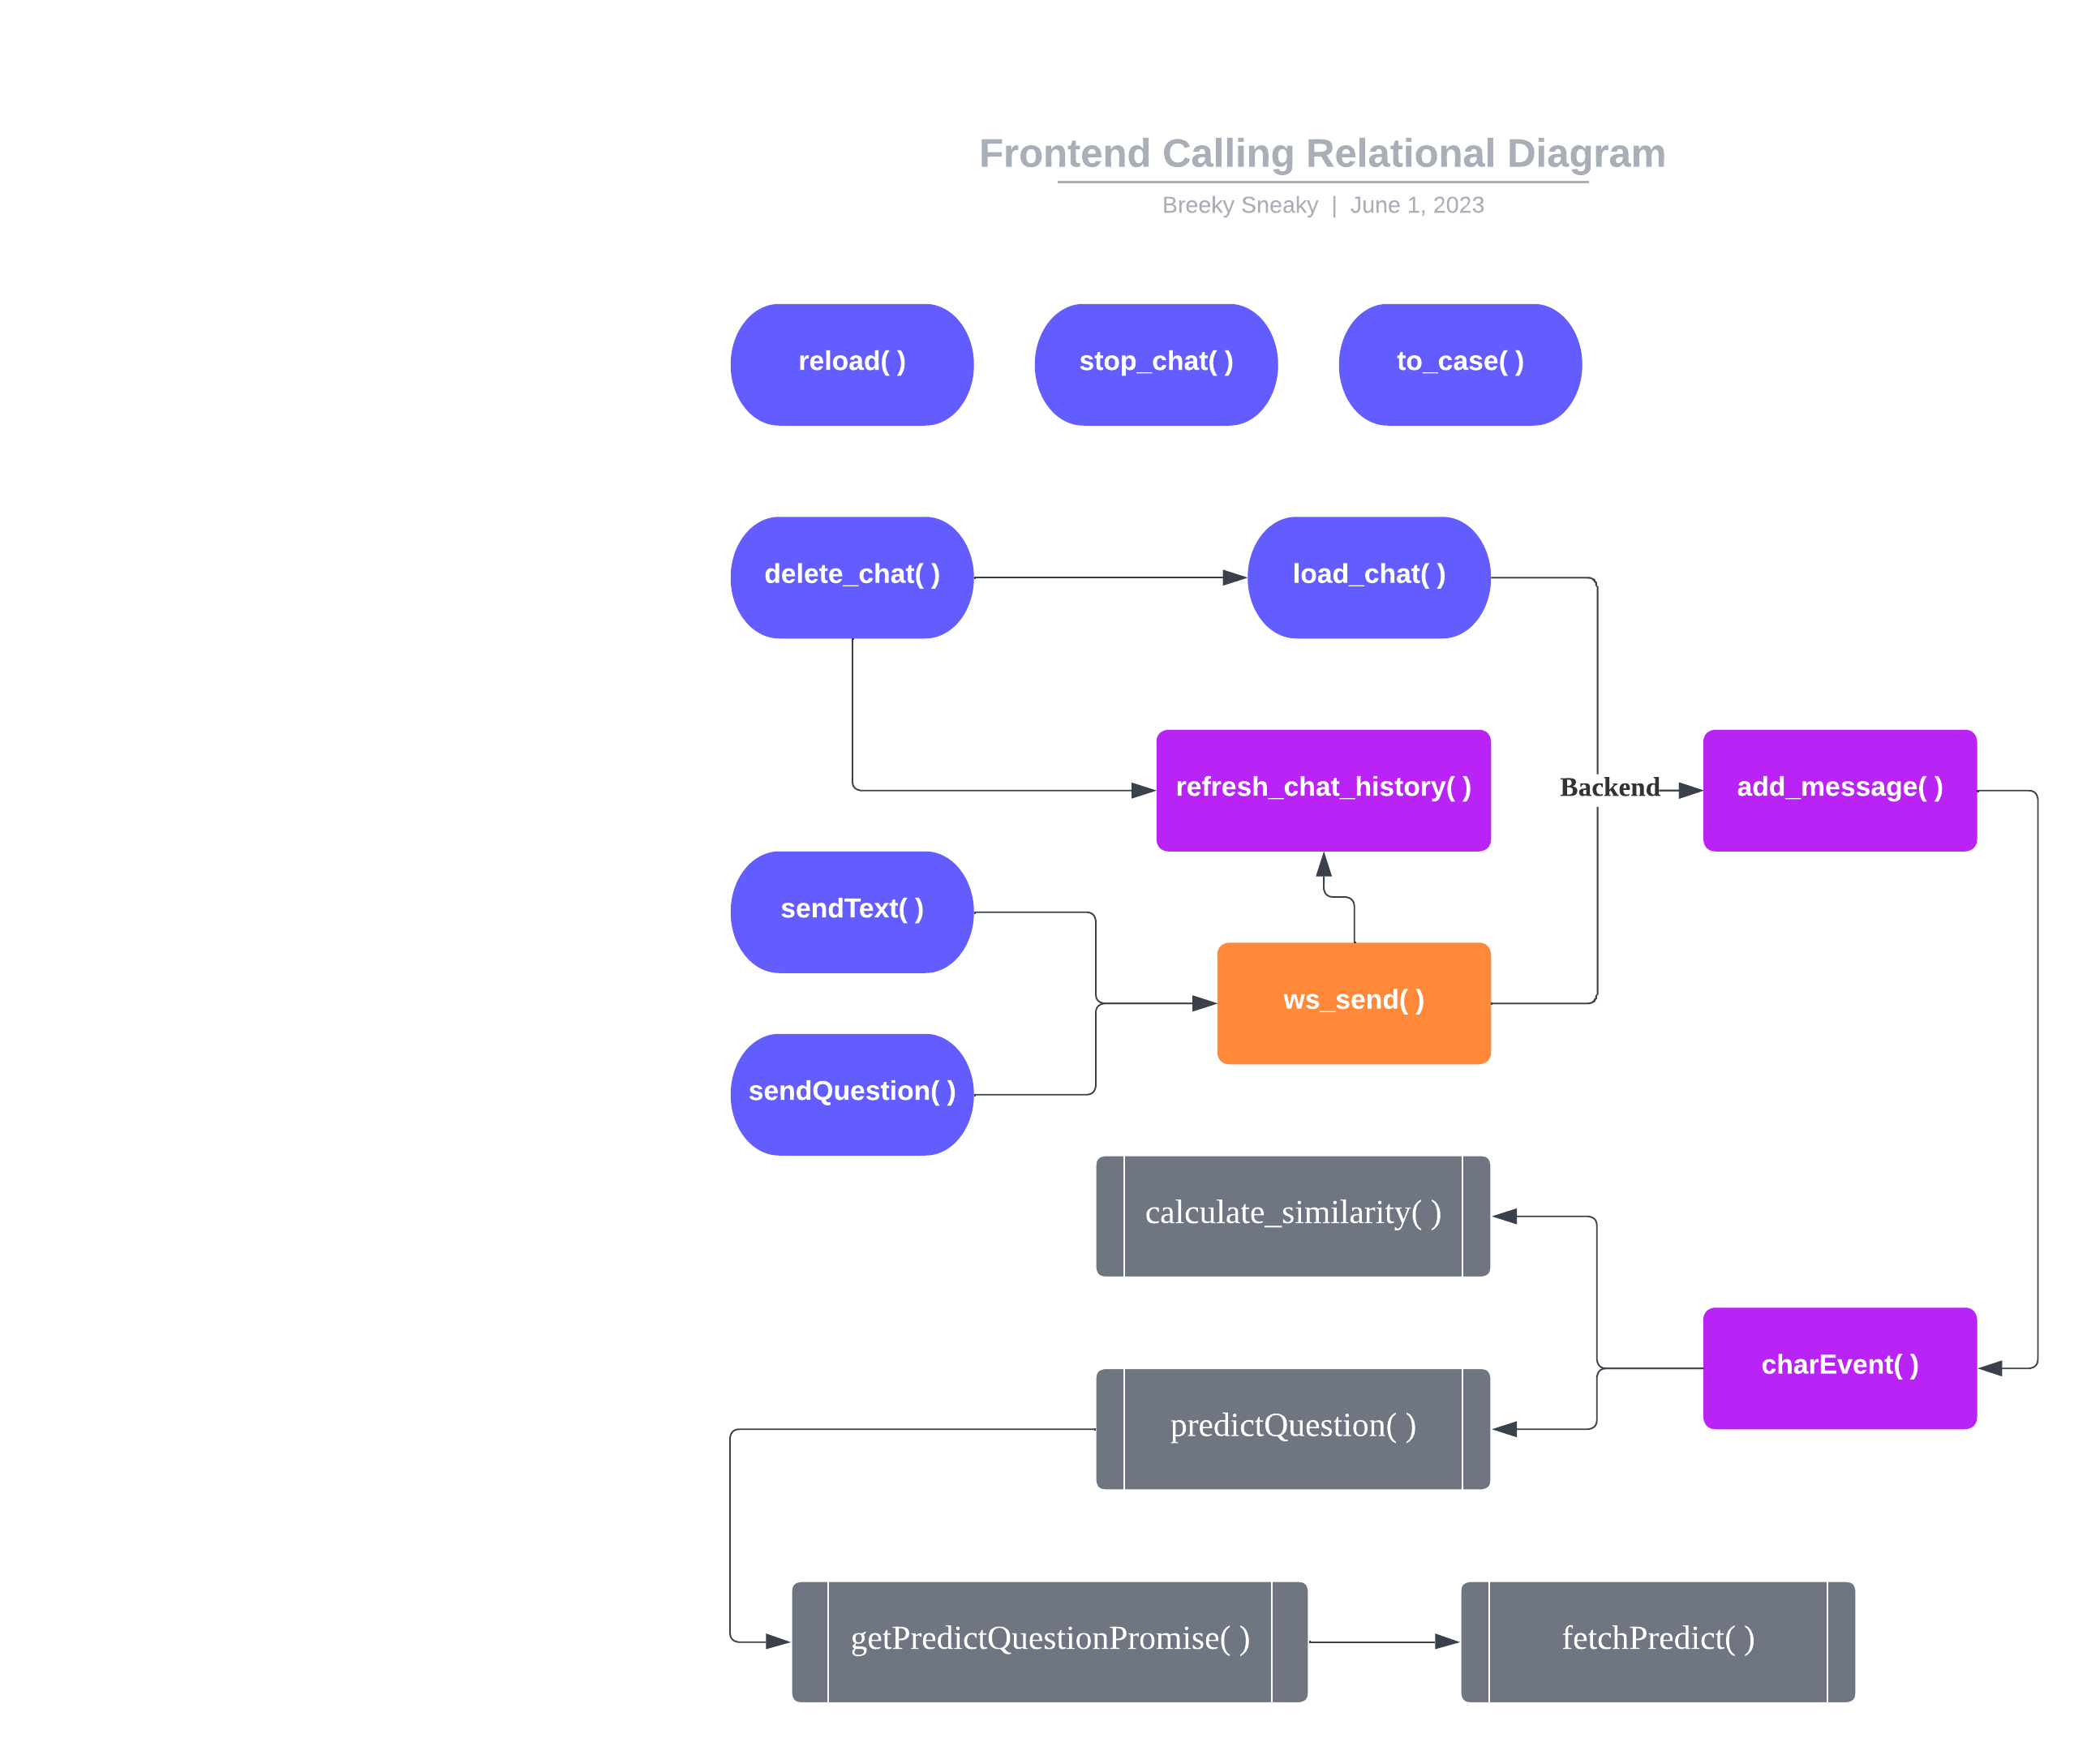 Frontend Calling Relational Diagram
Breeky Sneaky | June 1, 2023
reload( )
stop_chat( )
to_case( )
delete_chat( )
load_chat( )
refresh_chat_history( )
Backend
add_message( )
sendText( )
ws_send( )
sendQuestion( )
calculate_similarity( )
charEvent( )
predictQuestion( )
getPredictQuestionPromise( )
fetchPredict( )